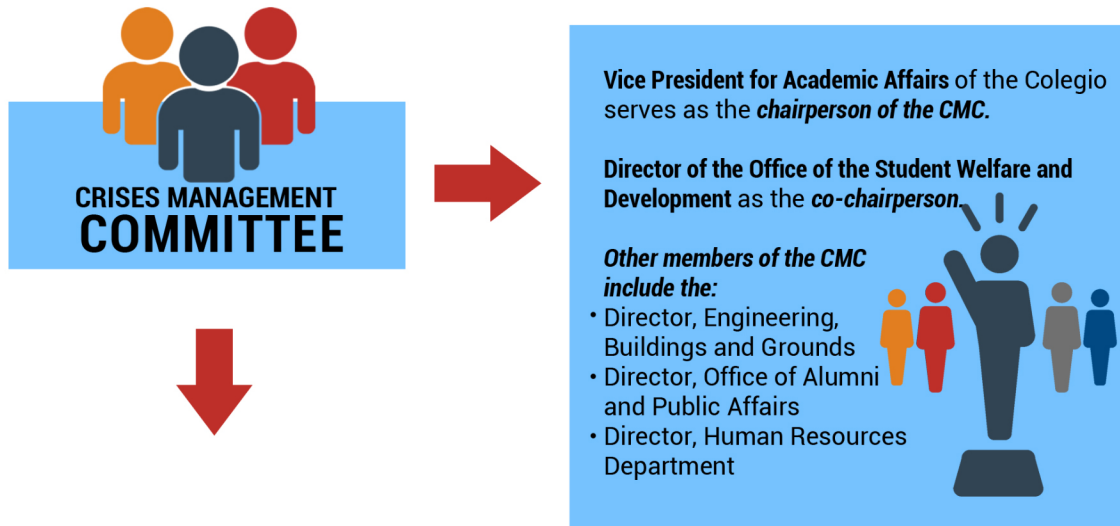 CRISES MANAGEMENT
COMMITTEE
Vice President for Academic Affairs of the Colegio
serves as the chairperson of the CMC.
Director of the Office of the Student Welfare and
Development as the co-chairperson.
Other members of the CMC
include the:
• Director, Engineering,
Buildings and Grounds
• Director, Office of Alumni
and Public Affairs
• Director, Human Resources
Department